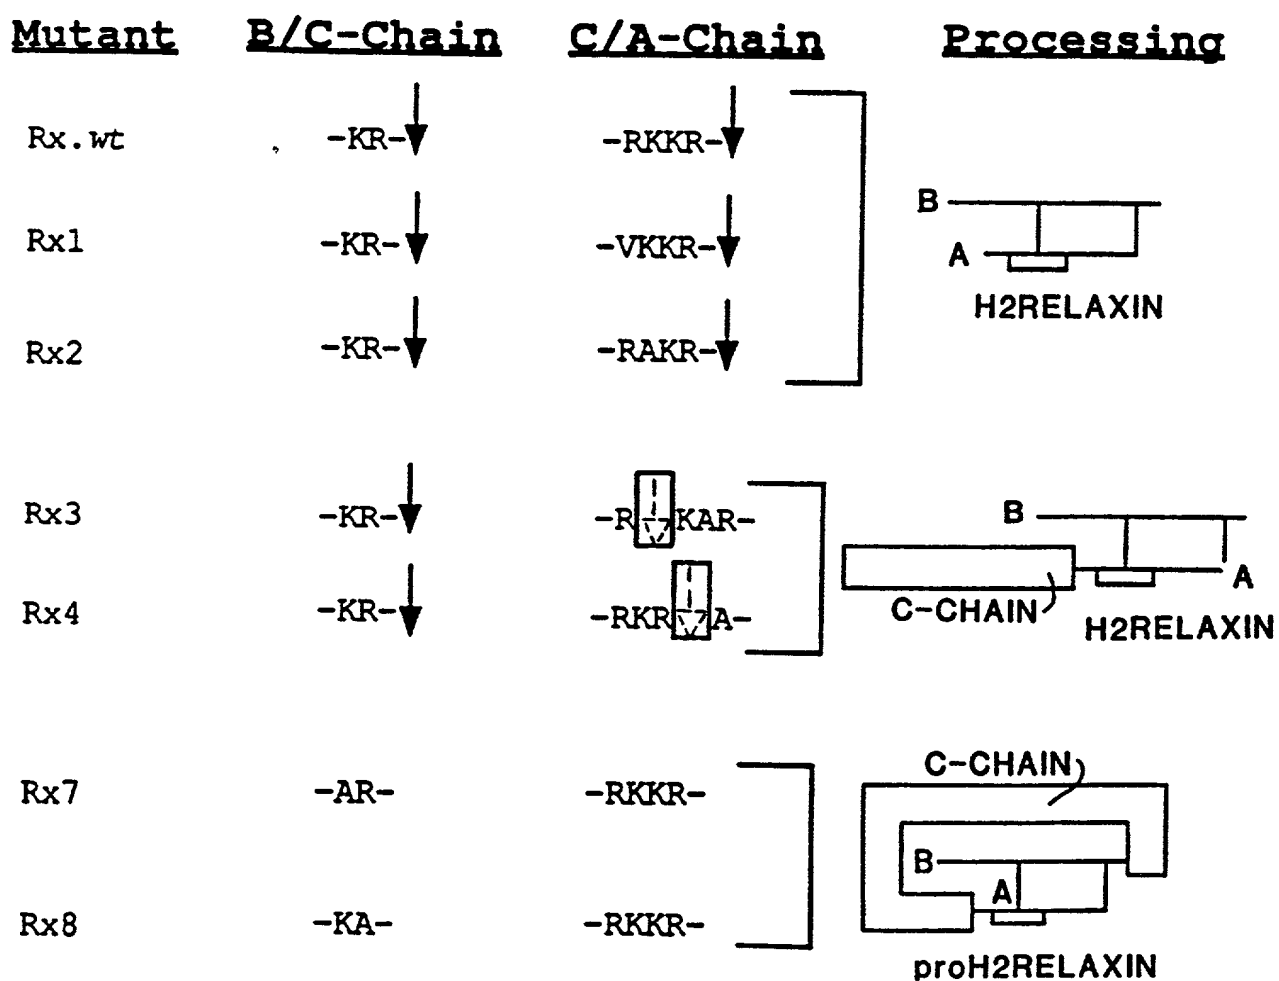 Mutant B/C-Chain C/A-Chain Processing
Rx.wt -KR- -RKKR-
Rx1 -KR- -VKKR-
B
A
H2RELAXIN
Rx2 -KR- -RAKR-
Rx3 -KR- -R KAR-
B
A
C-CHAIN
H2RELAXIN
Rx4 -KR- -RKR A-
C-CHAIN
Rx7 -AR- -RKKR-
B
A
Rx8 -KA- -RKKR-
proH2RELAXIN